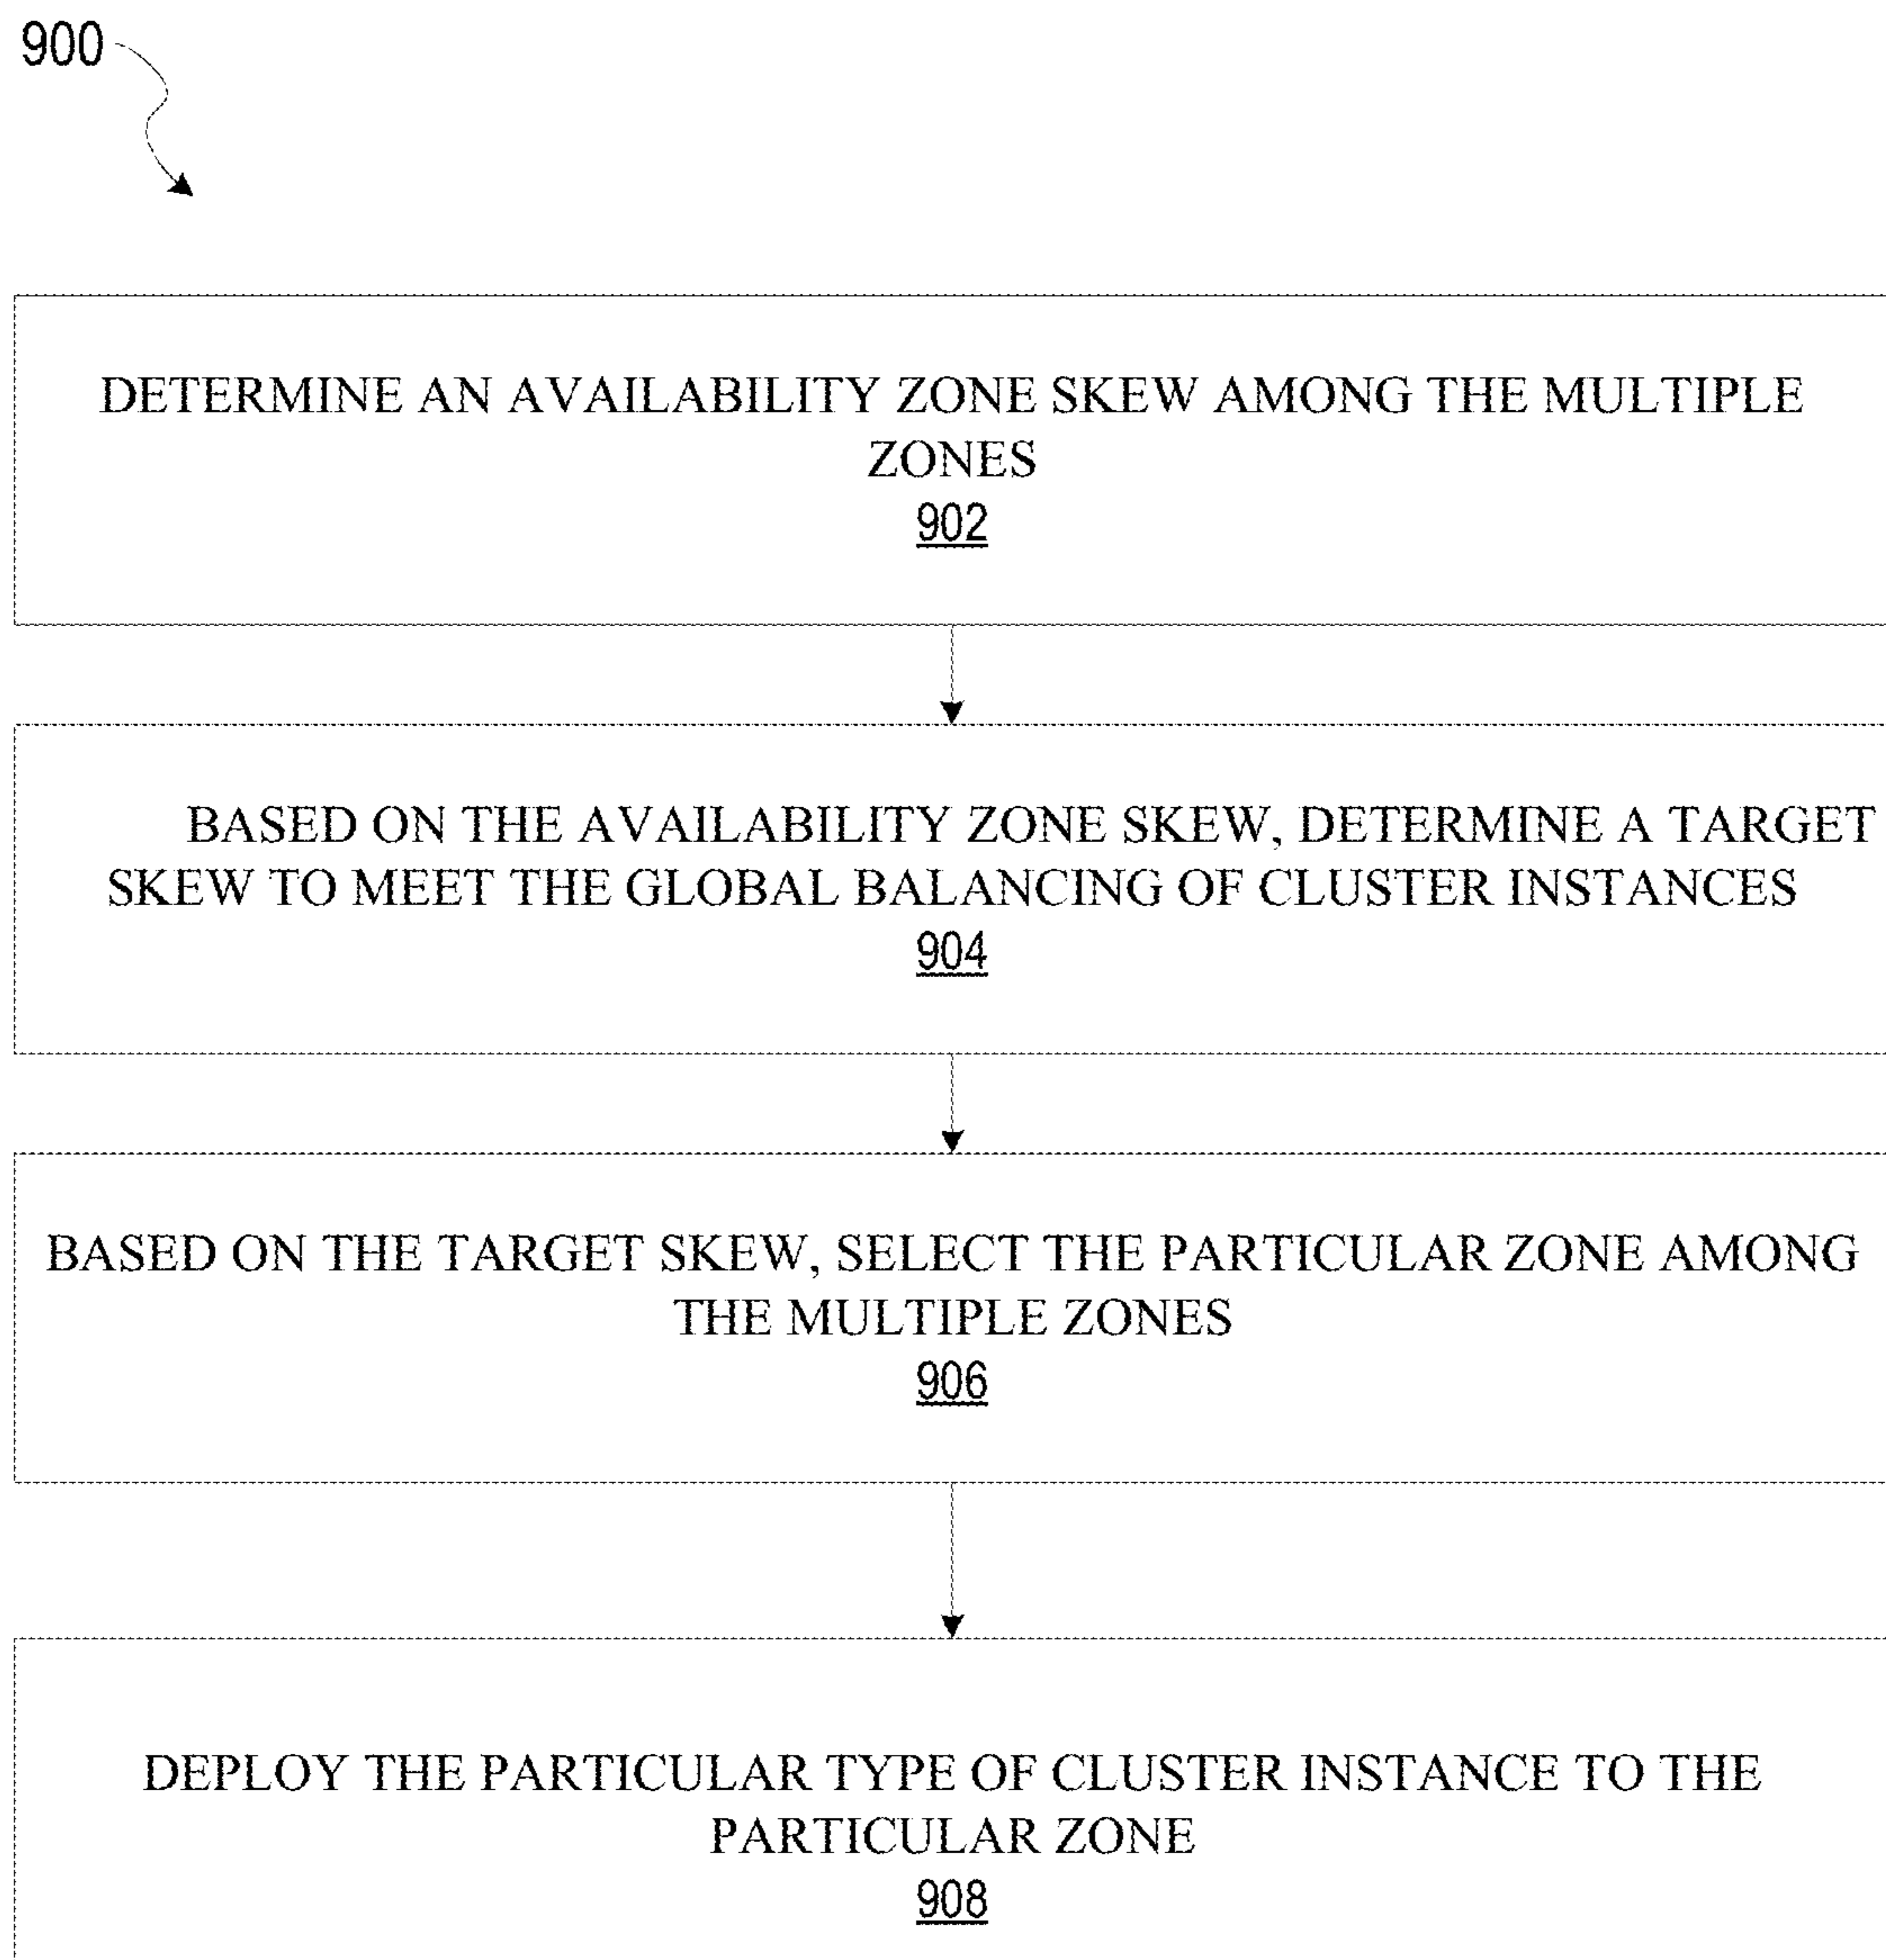 900
DETERMINE AN AVAILABILITY ZONE SKEW AMONG THE MULTIPLE
ZONES
902
BASED ON THE AVAILABILITY ZONE SKEW, DETERMINE A TARGET
SKEW TO MEET THE GLOBAL BALANCING OF CLUSTER INSTANCES
904
BASED ON THE TARGET SKEW, SELECT THE PARTICULAR ZONE AMONG
THE MULTIPLE ZONES
906
DEPLOY THE PARTICULAR TYPE OF CLUSTER INSTANCE TO THE
PARTICULAR ZONE
908